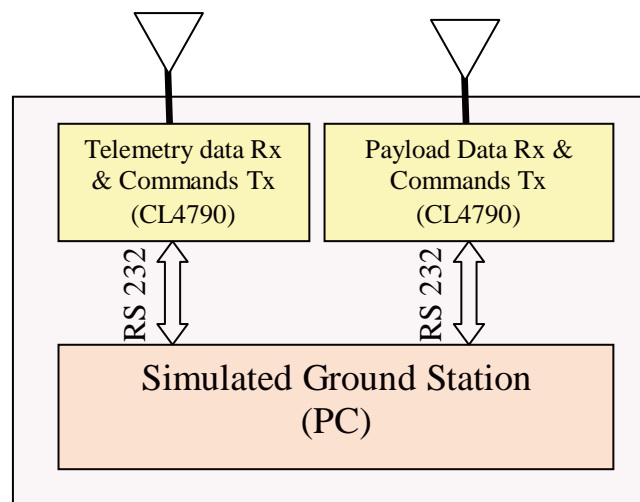 Telemetry data Rx
& Commands Tx
(CL4790)
Payload Data Rx &
Commands Tx
(CL4790)
RS 232
RS 232
Simulated Ground Station
(PC)